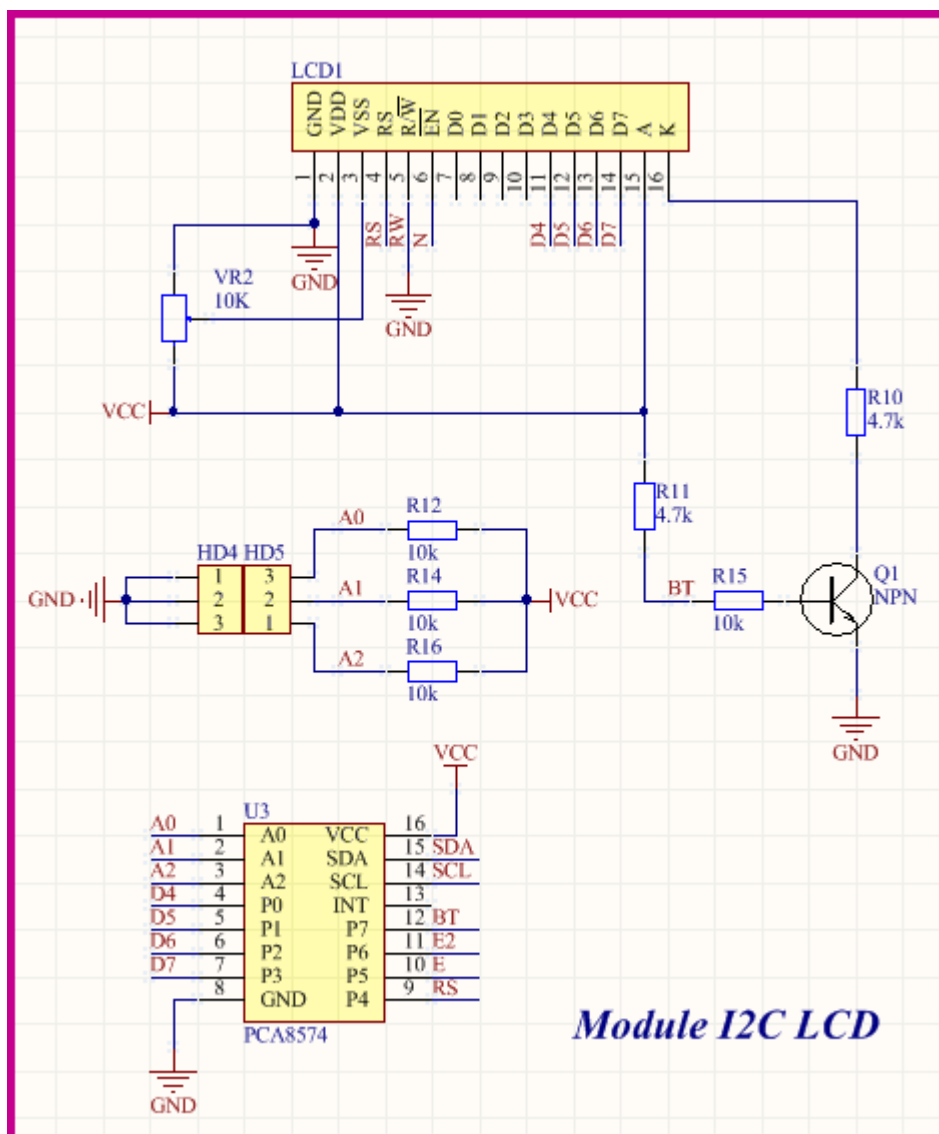 LCD1
GND VDD VSS RS R/W EN D0 D1 D2 D3 D4 D5 D6 D7 A K
1 2 3 4 5 6 7 8 9 10 11 12 13 14 15 16
RS RW N D4 D5 D6 D7
GND
VR2
10K
GND
VCC
R10
4.7k
R11
4.7k
A0
R12
10k
HD4 HD5
1 3
GND 2 2
3 1
A1
R14
10k
VCC
A2
R16
10k
BT
R15
10k
Q1
NPN
GND
VCC
U3
A0 1 A0 VCC 16
A1 2 A1 SDA 15 SDA
A2 3 A2 SCL 14 SCL
D4 4 P0 INT 13
D5 5 P1 P7 12 BT
D6 6 P2 P6 11 E2
D7 7 P3 P5 10 E
8 GND P4 9 RS
PCA8574
GND
Module I2C LCD